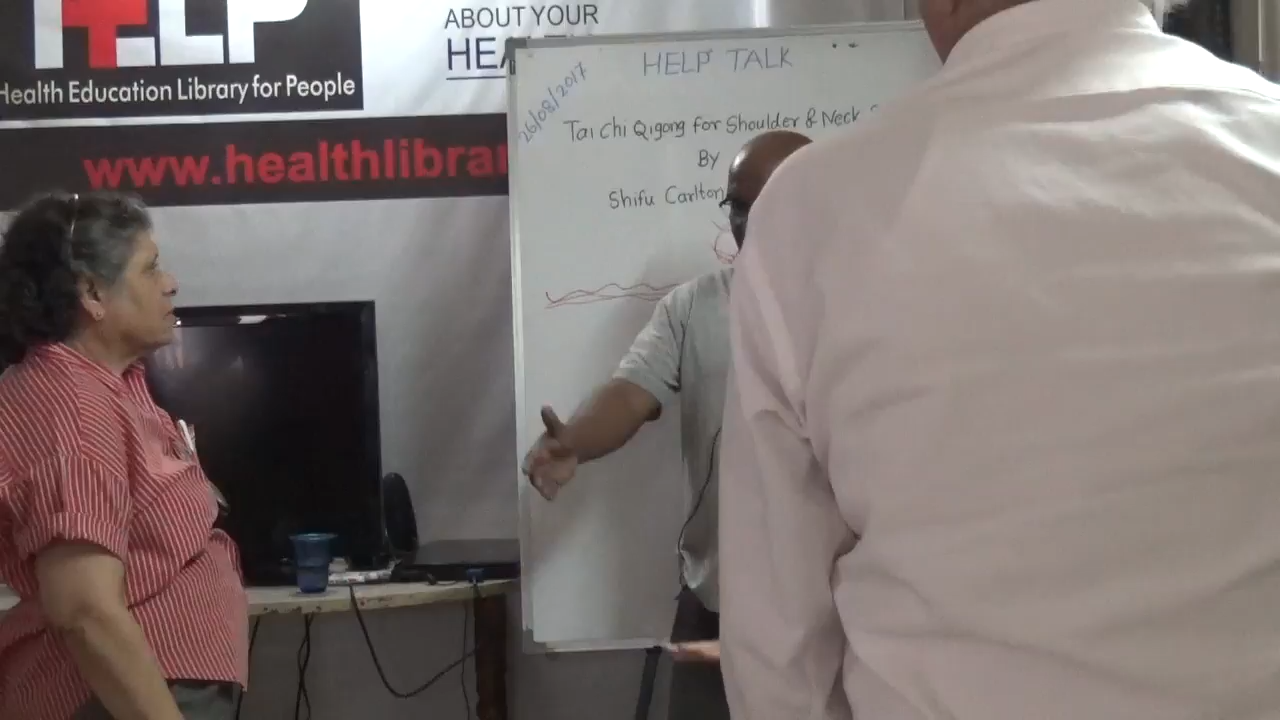 HELP
Health Education Library for People
ABOUT YOUR
www.healthlibrar
HELP TALK
26/08/2017
Tai Chi Qigong for Shoulder & Neck
By
Shifu Carlton